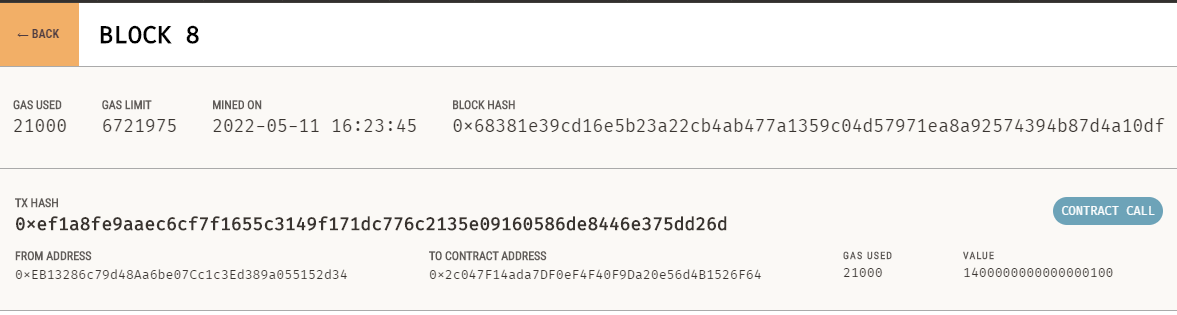 ← BACK
BLOCK 8
GAS USED GAS LIMIT MINED ON BLOCK HASH
21000 6721975 2022-05-11 16:23:45 0×68381e39cd16e5b23a22cb4ab477a1359c04d57971ea8a92574394b87d4a10df
TX HASH
0×ef1a8fe9aaec6cf7f1655c3149f171dc776c2135e09160586de8446e375dd26d
CONTRACT CALL
FROM ADDRESS TO CONTRACT ADDRESS GAS USED VALUE
0×EB13286c79d48Aa6be07Cc1c3Ed389a055152d34 0×2c047F14ada7DF0eF4F40F9Da20e56d4B1526F64 21000 1400000000000000100